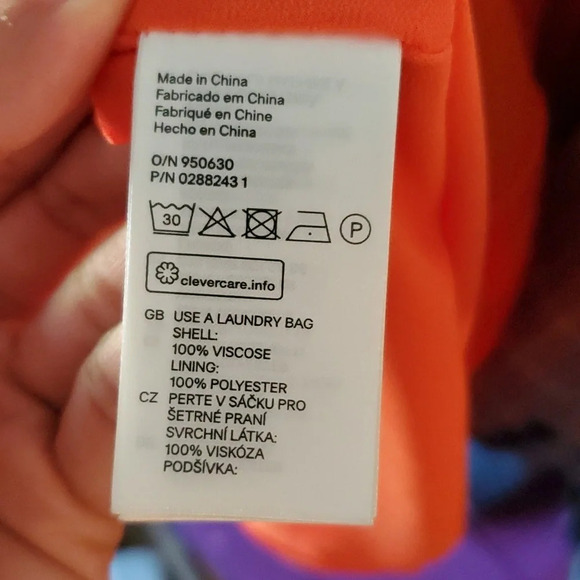 Made in China
Fabricado em China
Fabriqué en Chine
Hecho en China
O/N 950630
P/N 0288243 1
30 P
clevercare.info
GB USE A LAUNDRY BAG
SHELL:
100% VISCOSE
LINING:
100% POLYESTER
CZ PERTE V SÁČKU PRO
ŠETRNÉ PRANÍ
SVRCHNÍ LÁTKA:
100% VISKÓZA
PODŠÍVKA: